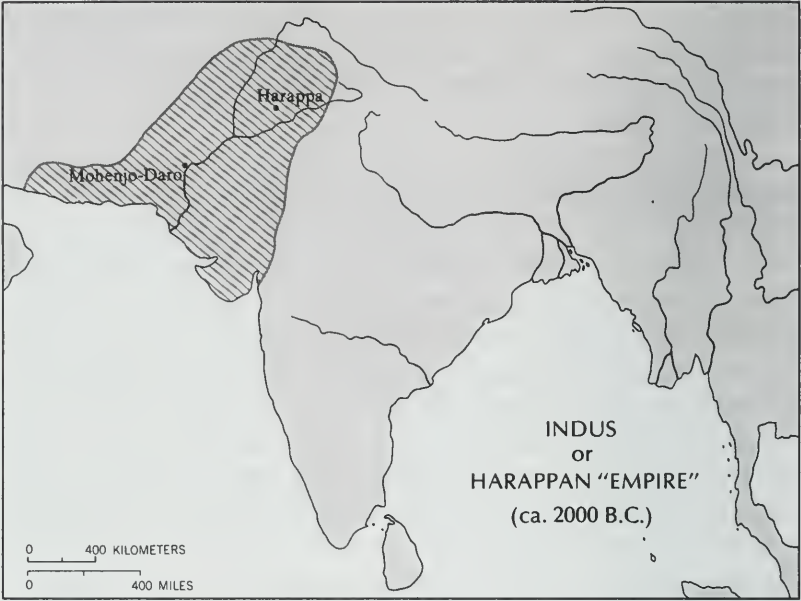 Harappa
Mohenjo-Daro
INDUS
or
HARAPPAN “EMPIRE”
(ca. 2000 B.C.)
0 400 KILOMETERS
0 400 MILES